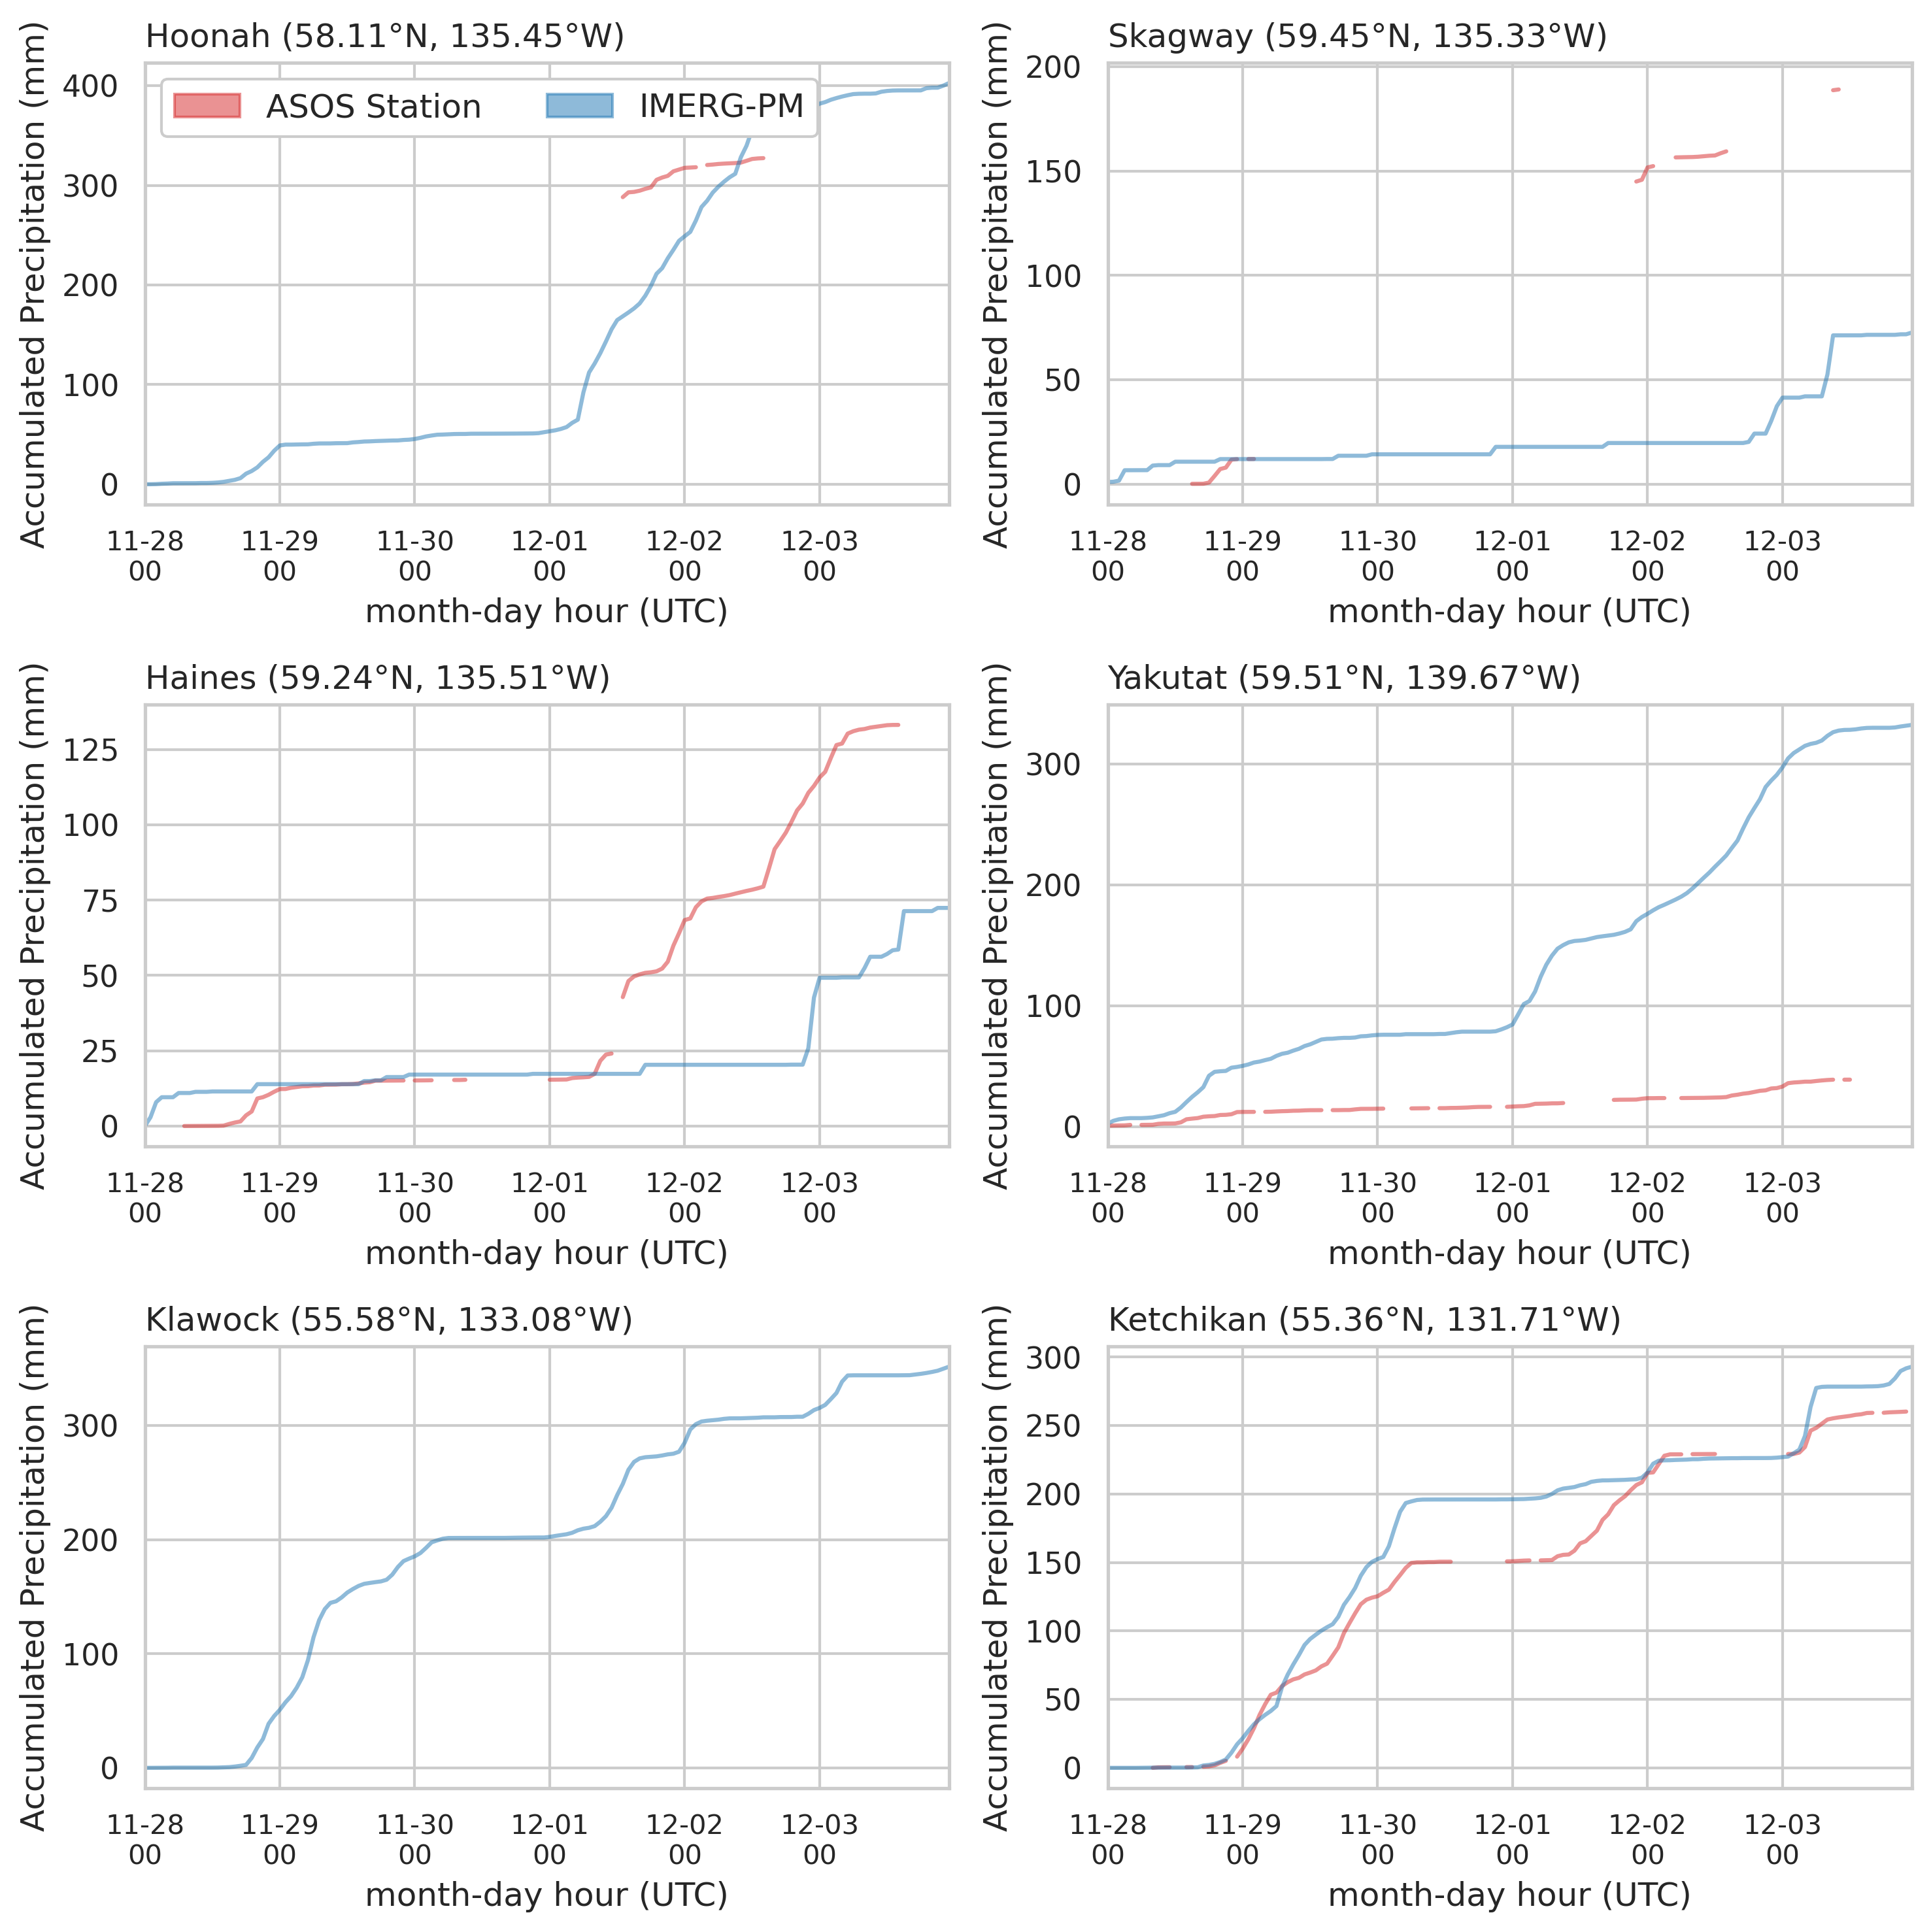 Hoonah (58.11°N, 135.45°W)
Accumulated Precipitation (mm)
400
300
200
100
0
ASOS Station
IMERG-PM
11-28 11-29 11-30 12-01 12-02 12-03
00 00 00 00 00 00
month-day hour (UTC)
Skagway (59.45°N, 135.33°W)
Accumulated Precipitation (mm)
200
150
100
50
0
11-28 11-29 11-30 12-01 12-02 12-03
00 00 00 00 00 00
month-day hour (UTC)
Haines (59.24°N, 135.51°W)
Accumulated Precipitation (mm)
125
100
75
50
25
0
11-28 11-29 11-30 12-01 12-02 12-03
00 00 00 00 00 00
month-day hour (UTC)
Yakutat (59.51°N, 139.67°W)
Accumulated Precipitation (mm)
300
200
100
0
11-28 11-29 11-30 12-01 12-02 12-03
00 00 00 00 00 00
month-day hour (UTC)
Klawock (55.58°N, 133.08°W)
Accumulated Precipitation (mm)
300
200
100
0
11-28 11-29 11-30 12-01 12-02 12-03
00 00 00 00 00 00
month-day hour (UTC)
Ketchikan (55.36°N, 131.71°W)
Accumulated Precipitation (mm)
300
250
200
150
100
50
0
11-28 11-29 11-30 12-01 12-02 12-03
00 00 00 00 00 00
month-day hour (UTC)